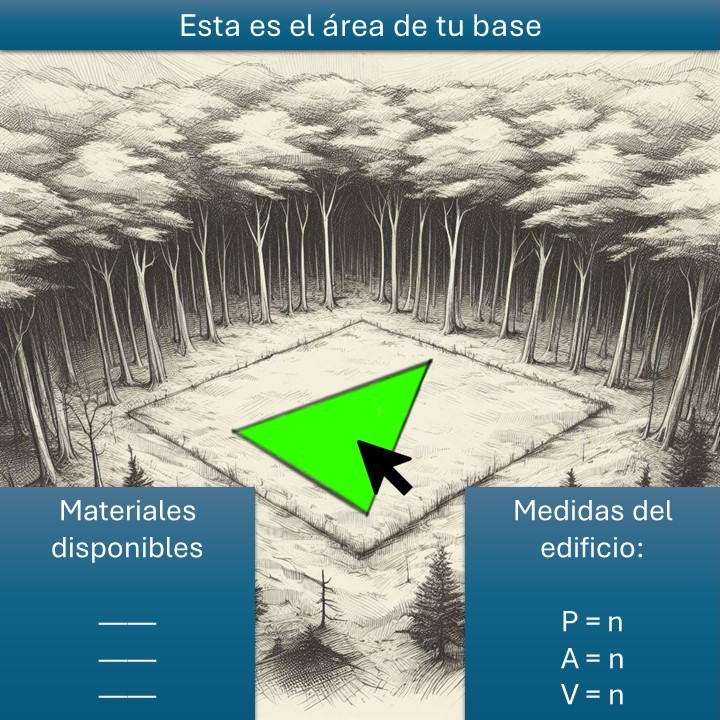 Esta es el área de tu base
Materiales
disponibles
Medidas del
edificio:
P = n
A = n
V = n